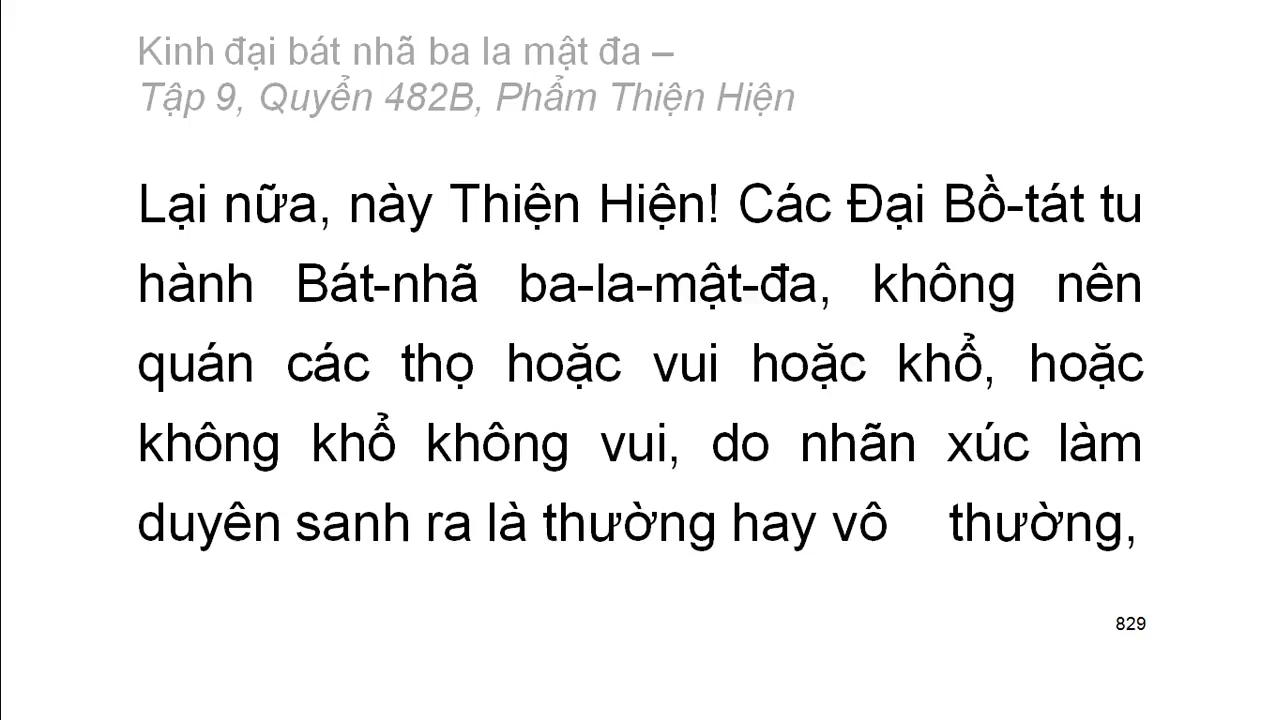 Kinh đại bát nhã ba la mật đa –
Tập 9, Quyển 482B, Phẩm Thiện Hiện
Lại nữa, này Thiện Hiện! Các Đại Bồ-tát tu
hành Bát-nhã ba-la-mật-đa, không nên
quán các thọ hoặc vui hoặc khổ, hoặc
không khổ không vui, do nhãn xúc làm
duyên sanh ra là thường hay vô thường,
829